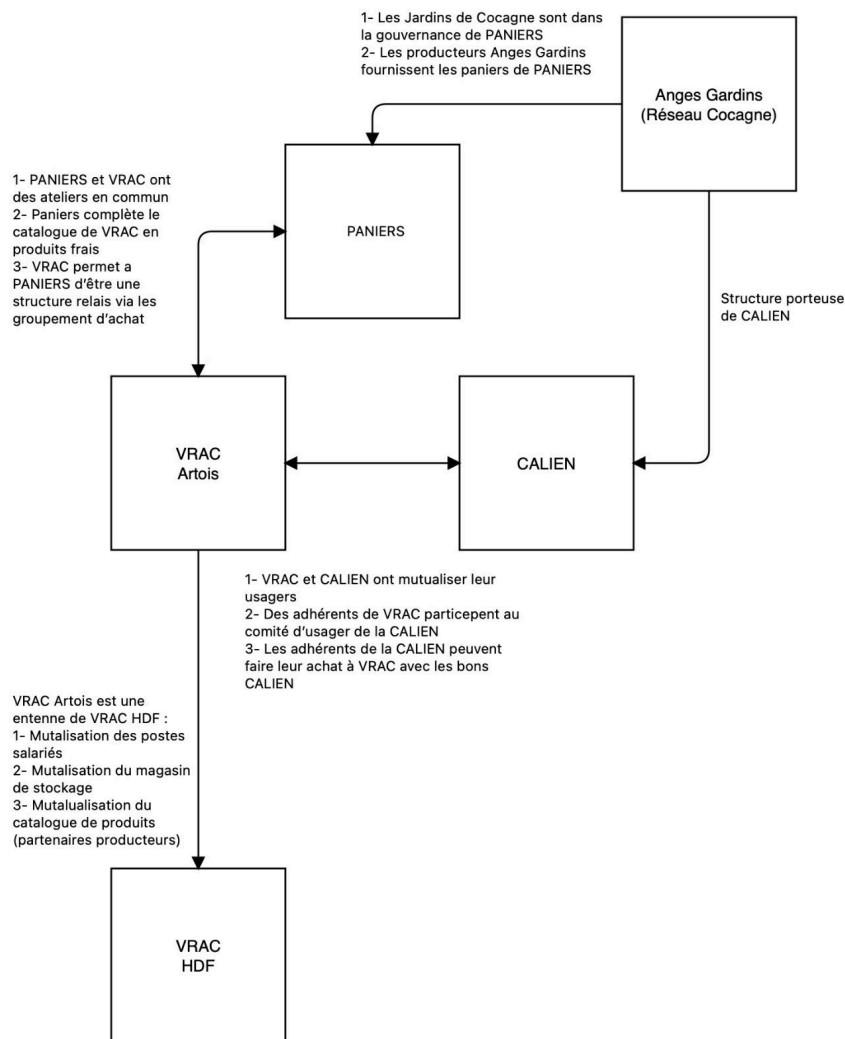 1- Les Jardins de Cocagne sont dans
la gouvernance de PANIERS
2- Les producteurs Anges Gardins
fournissent les paniers de PANIERS
Anges Gardins
(Réseau Cocagne)
1- PANIERS et VRAC ont
des ateliers en commun
2- Paniers complète le
catalogue de VRAC en
produits frais
3- VRAC permet a
PANIERS d'être une
structure relais via les
groupement d'achat
PANIERS
Structure porteuse
de CALIEN
VRAC
Artois
CALIEN
1- VRAC et CALIEN ont mutualiser leur
usagers
2- Des adhérents de VRAC particepent au
comité d'usager de la CALIEN
3- Les adhérents de la CALIEN peuvent
faire leur achat à VRAC avec les bons
CALIEN
VRAC Artois est une
entenne de VRAC HDF :
1- Mutalisation des postes
salariés
2- Mutalisation du magasin
de stockage
3- Mutalualisation du
catalogue de produits
(partenaires producteurs)
VRAC
HDF